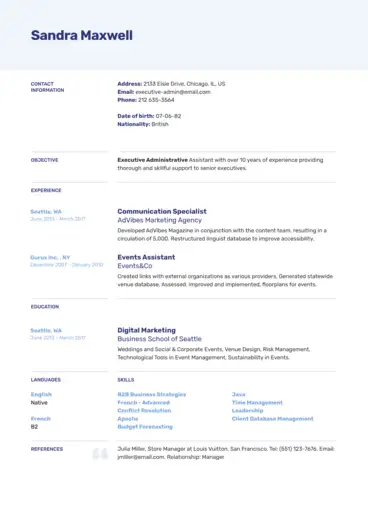 Sandra Maxwell
CONTACT
INFORMATION
Address: 2133 Elsie Drive, Chicago, IL, US
Email: executive-admin@email.com
Phone: 212 635-3564
Date of birth: 07-06-82
Nationality: British
OBJECTIVE
Executive Administrative Assistant with over 10 years of experience providing
thorough and skillful support to senior executives.
EXPERIENCE
Seattle, WA
June 2013 - March 2017
Communication Specialist
AdVibes Marketing Agency
Developed AdVibes Magazine in conjunction with the content team, resulting in a
circulation of 5,000. Restructured linguist database to improve accessibility.
Gurus Inc. , NY
December 2007 - 2010
Events Assistant
Events&Co
Created links with external organizations as various providers. Generated statewide
venue database. Assessed, improved and implemented, floorplans for events.
EDUCATION
Seattle, WA
June 2013 - March 2017
Digital Marketing
Business School of Seattle
Weddings and Social & Corporate Events, Venue Design, Risk Management,
Technological Tools in Event Management, Sustainability in Events.
LANGUAGES
English
Native
French
B2
SKILLS
B2B Business Strategies
French - Advanced
Conflict Resolution
Apache
Budget Forecasting
Java
Time Management
Leadership
Client Database Management
REFERENCES
Julia Miller, Store Manager at Louis Vuitton. San Francisco, Tel: (551) 123-7676. Email:
jmiller@email.com. Relationship: Manager